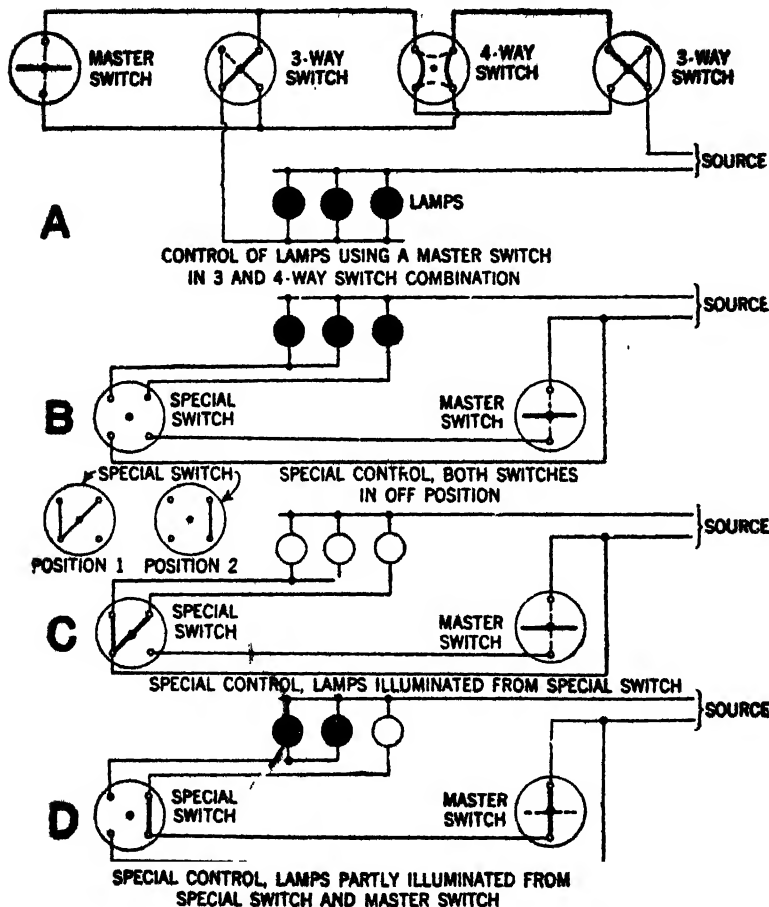 MASTER
SWITCH
3-WAY
SWITCH
4-WAY
SWITCH
3-WAY
SWITCH
SOURCE
LAMPS
A
CONTROL OF LAMPS USING A MASTER SWITCH
IN 3 AND 4-WAY SWITCH COMBINATION
SOURCE
B
SPECIAL
SWITCH
MASTER
SWITCH
SPECIAL SWITCH
SPECIAL CONTROL, BOTH SWITCHES
IN OFF POSITION
POSITION 1
POSITION 2
SOURCE
C
SPECIAL
SWITCH
MASTER
SWITCH
SPECIAL CONTROL, LAMPS ILLUMINATED FROM SPECIAL SWITCH
SOURCE
D
SPECIAL
SWITCH
MASTER
SWITCH
SPECIAL CONTROL, LAMPS PARTLY ILLUMINATED FROM
SPECIAL SWITCH AND MASTER SWITCH